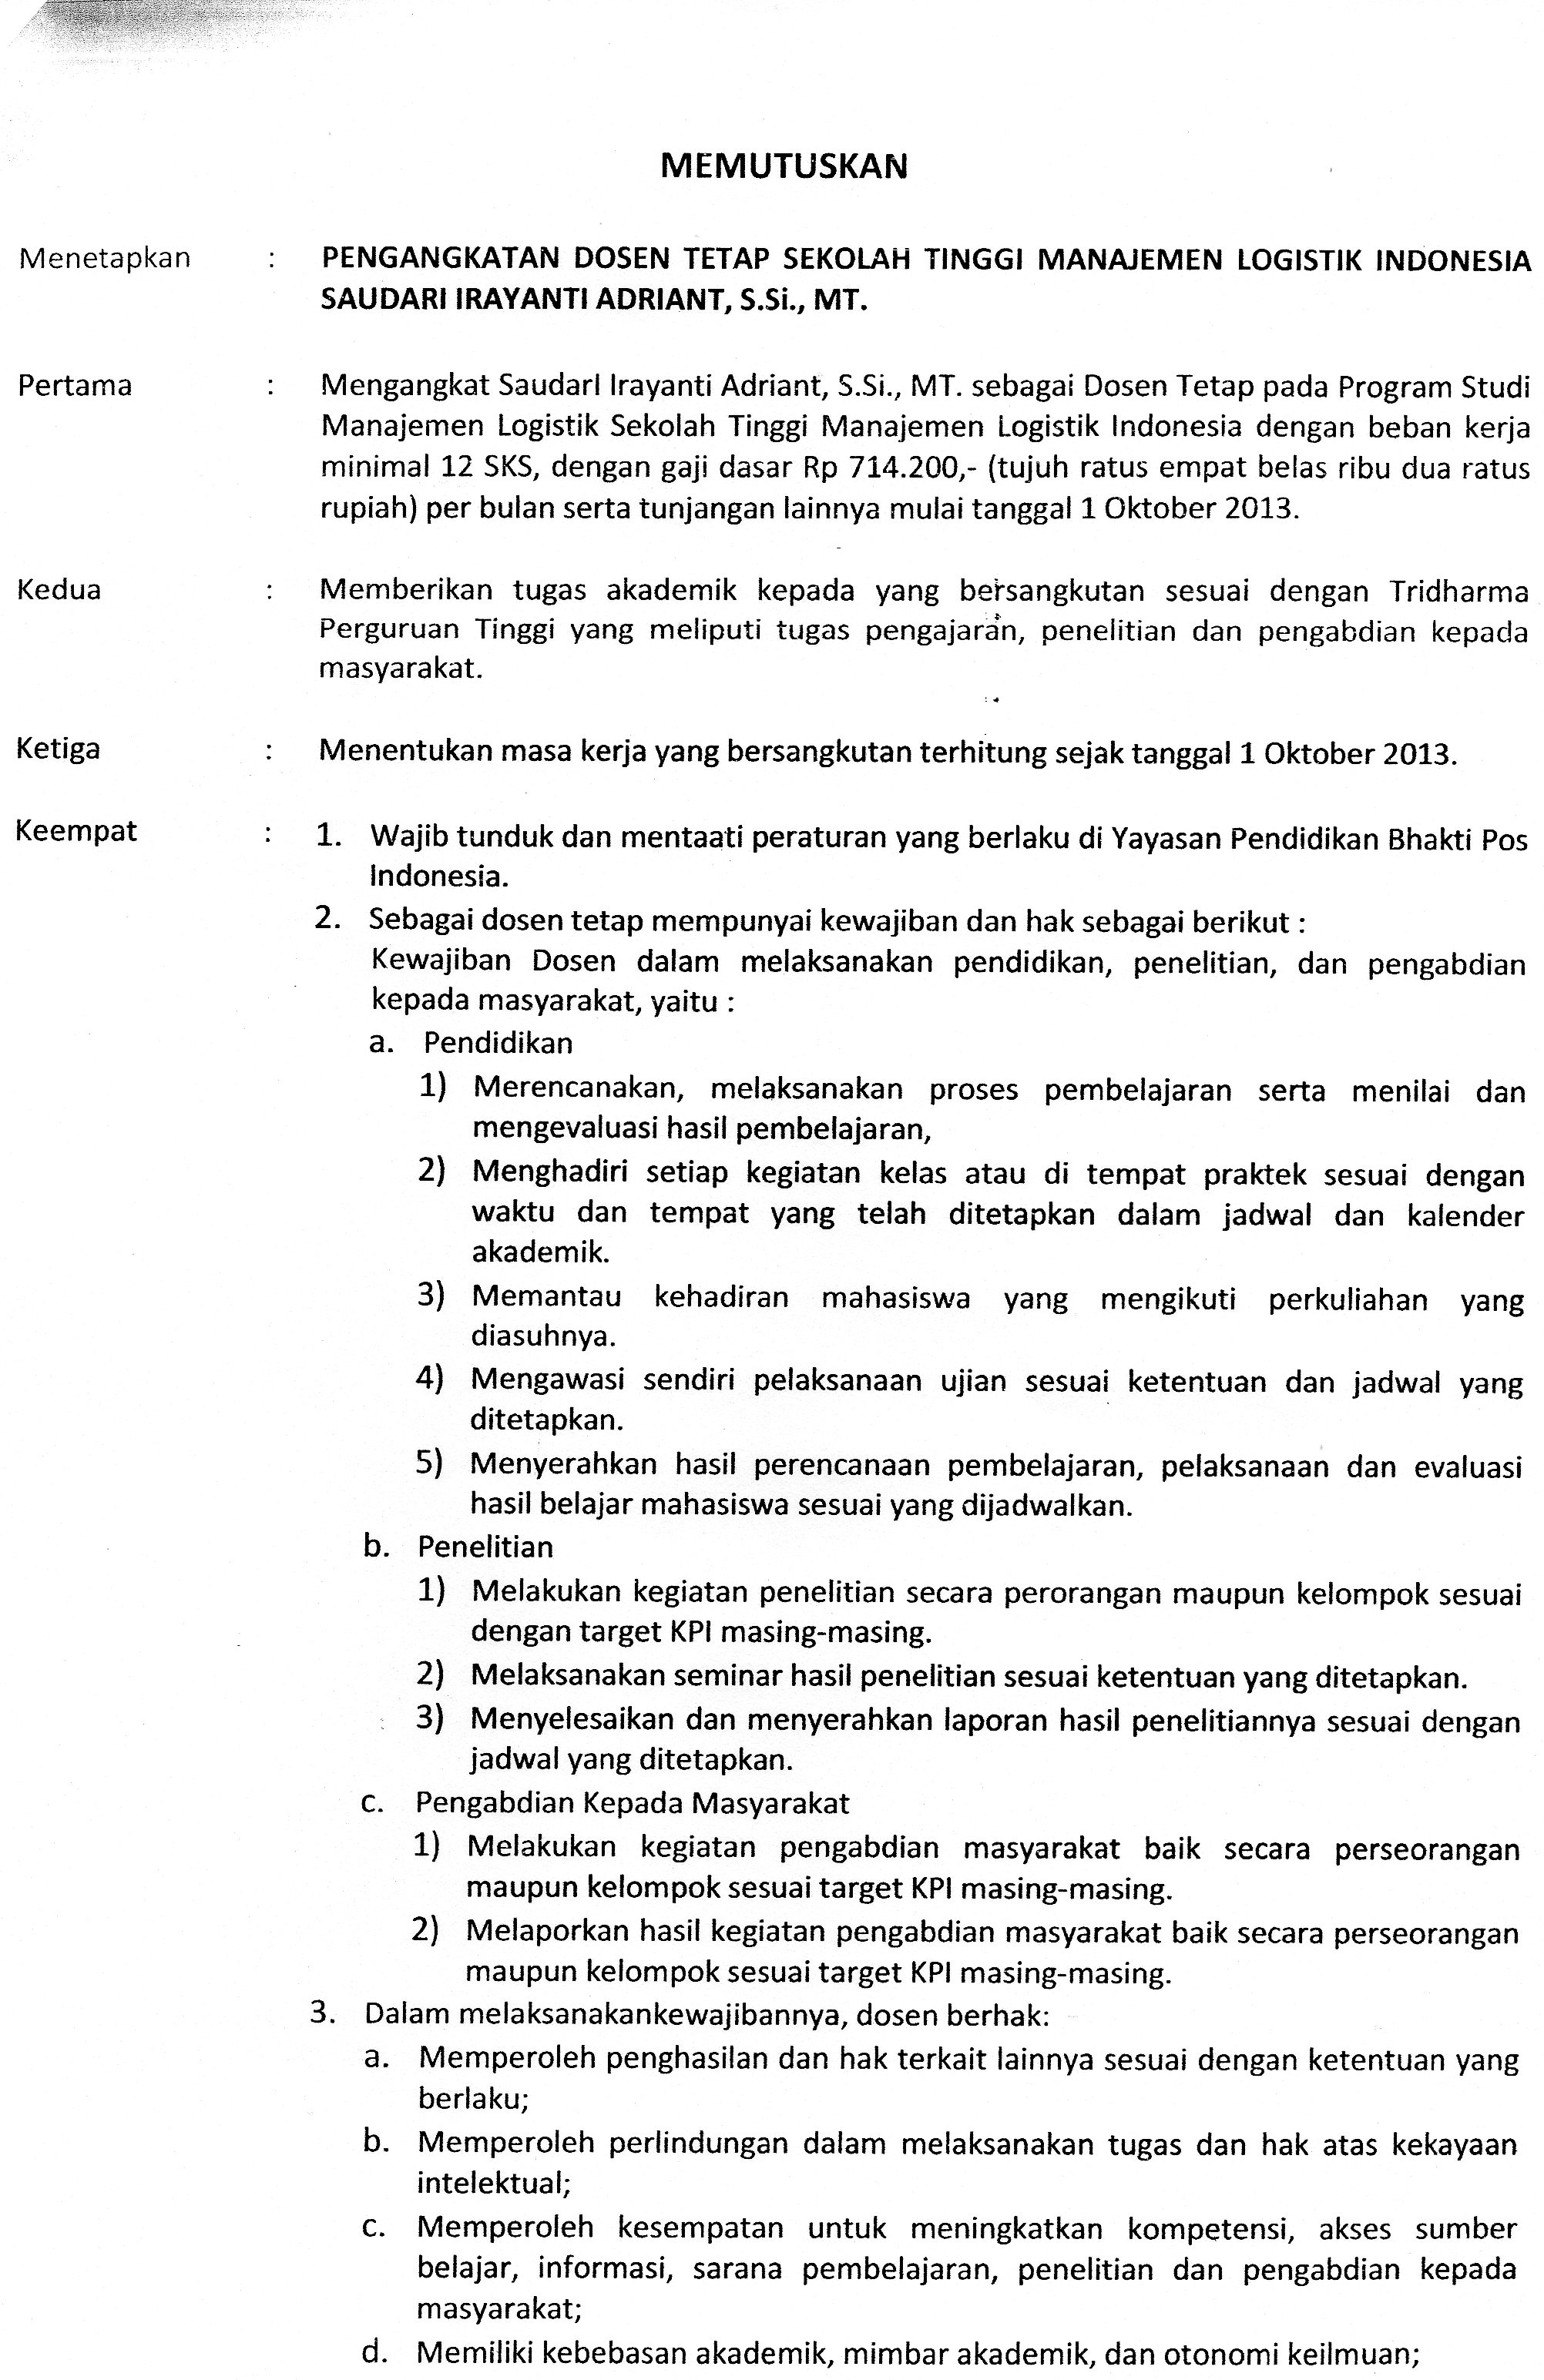 MEMUTUSKAN
Menetapkan : PENGANGKATAN DOSEN TETAP SEKOLAH TINGGI MANAJEMEN LOGISTIK INDONESIA
SAUDARI IRAYANTI ADRIANT, S.Si., MT.
Pertama : Mengangkat Saudari Irayanti Adriant, S.Si., MT. sebagai Dosen Tetap pada Program Studi
Manajemen Logistik Sekolah Tinggi Manajemen Logistik Indonesia dengan beban kerja
minimal 12 SKS, dengan gaji dasar Rp 714.200,- (tujuh ratus empat belas ribu dua ratus
rupiah) per bulan serta tunjangan lainnya mulai tanggal 1 Oktober 2013.
Kedua : Memberikan tugas akademik kepada yang bersangkutan sesuai dengan Tridharma
Perguruan Tinggi yang meliputi tugas pengajaran, penelitian dan pengabdian kepada
masyarakat.
Ketiga : Menentukan masa kerja yang bersangkutan terhitung sejak tanggal 1 Oktober 2013.
Keempat : 1. Wajib tunduk dan mentaati peraturan yang berlaku di Yayasan Pendidikan Bhakti Pos
Indonesia.
2. Sebagai dosen tetap mempunyai kewajiban dan hak sebagai berikut :
Kewajiban Dosen dalam melaksanakan pendidikan, penelitian, dan pengabdian
kepada masyarakat, yaitu :
a. Pendidikan
1) Merencanakan, melaksanakan proses pembelajaran serta menilai dan
mengevaluasi hasil pembelajaran,
2) Menghadiri setiap kegiatan kelas atau di tempat praktek sesuai dengan
waktu dan tempat yang telah ditetapkan dalam jadwal dan kalender
akademik.
3) Memantau kehadiran mahasiswa yang mengikuti perkuliahan yang
diasuhnya.
4) Mengawasi sendiri pelaksanaan ujian sesuai ketentuan dan jadwal yang
ditetapkan.
5) Menyerahkan hasil perencanaan pembelajaran, pelaksanaan dan evaluasi
hasil belajar mahasiswa sesuai yang dijadwalkan.
b. Penelitian
1) Melakukan kegiatan penelitian secara perorangan maupun kelompok sesuai
dengan target KPI masing-masing.
2) Melaksanakan seminar hasil penelitian sesuai ketentuan yang ditetapkan.
3) Menyelesaikan dan menyerahkan laporan hasil penelitiannya sesuai dengan
jadwal yang ditetapkan.
c. Pengabdian Kepada Masyarakat
1) Melakukan kegiatan pengabdian masyarakat baik secara perseorangan
maupun kelompok sesuai target KPI masing-masing.
2) Melaporkan hasil kegiatan pengabdian masyarakat baik secara perseorangan
maupun kelompok sesuai target KPI masing-masing.
3. Dalam melaksanakankewajibannya, dosen berhak:
a. Memperoleh penghasilan dan hak terkait lainnya sesuai dengan ketentuan yang
berlaku;
b. Memperoleh perlindungan dalam melaksanakan tugas dan hak atas kekayaan
intelektual;
c. Memperoleh kesempatan untuk meningkatkan kompetensi, akses sumber
belajar, informasi, sarana pembelajaran, penelitian dan pengabdian kepada
masyarakat;
d. Memiliki kebebasan akademik, mimbar akademik, dan otonomi keilmuan;